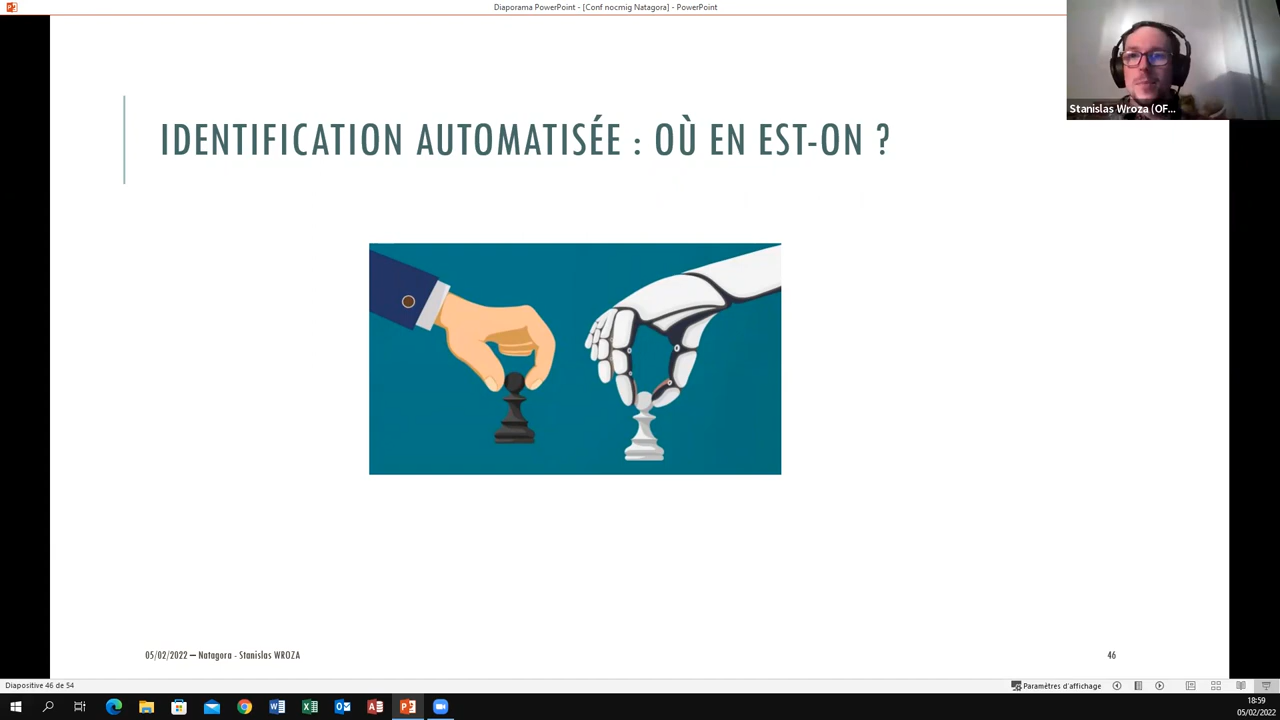 Diaporama PowerPoint - [Conf nocmig Natagora] - PowerPoint
Stanislas Wroza (OF...
IDENTIFICATION AUTOMATISÉE : OÙ EN EST-ON ?
05/02/2022 – Natagora - Stanislas WROZA
46
Diapositive 46 de 54
Paramètres d'affichage
18:59
05/02/2022